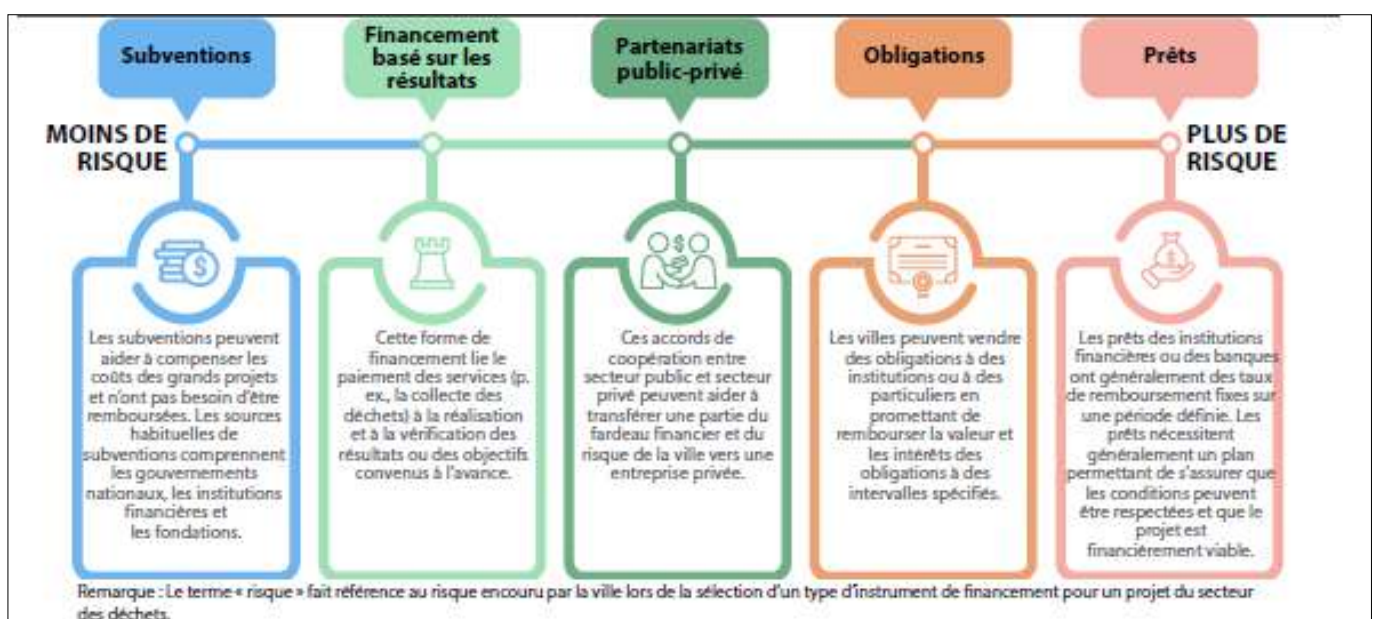 Subventions
Financement
basé sur les
résultats
Partenariats
public-privé
Obligations
Prêts
MOINS DE
RISQUE
PLUS DE
RISQUE
Les subventions peuvent
aider à compenser les
coûts des grands projets
et n'ont pas besoin d'être
remboursées. Les sources
habituelles de
subventions comprennent
les gouvernements
nationaux, les institutions
financières et
les fondations.
Cette forme de
financement lie le
paiement des services (p.
ex., la collecte des
déchets) à la réalisation
et à la vérification des
résultats ou des objectifs
convenus à l'avance.
Ces accords de
coopération entre
secteur public et secteur
privé peuvent aider à
transférer une partie du
fardeau financier et du
risque de la ville vers une
entreprise privée.
Les villes peuvent vendre
des obligations à des
institutions ou à des
particuliers en
promettant de
rembourser la valeur et
les intérêts des
obligations à des
intervalles spécifiés.
Les prêts des institutions
financières ou des banques
ont généralement des taux
de remboursement fixes sur
une période définie. Les
prêts nécessitent
généralement un plan
permettant de s'assurer que
les conditions peuvent
être respectées et que le
projet est
financièrement viable.
Remarque : Le terme « risque » fait référence au risque encouru par la ville lors de la sélection d'un type d'instrument de financement pour un projet du secteur
des déchets.